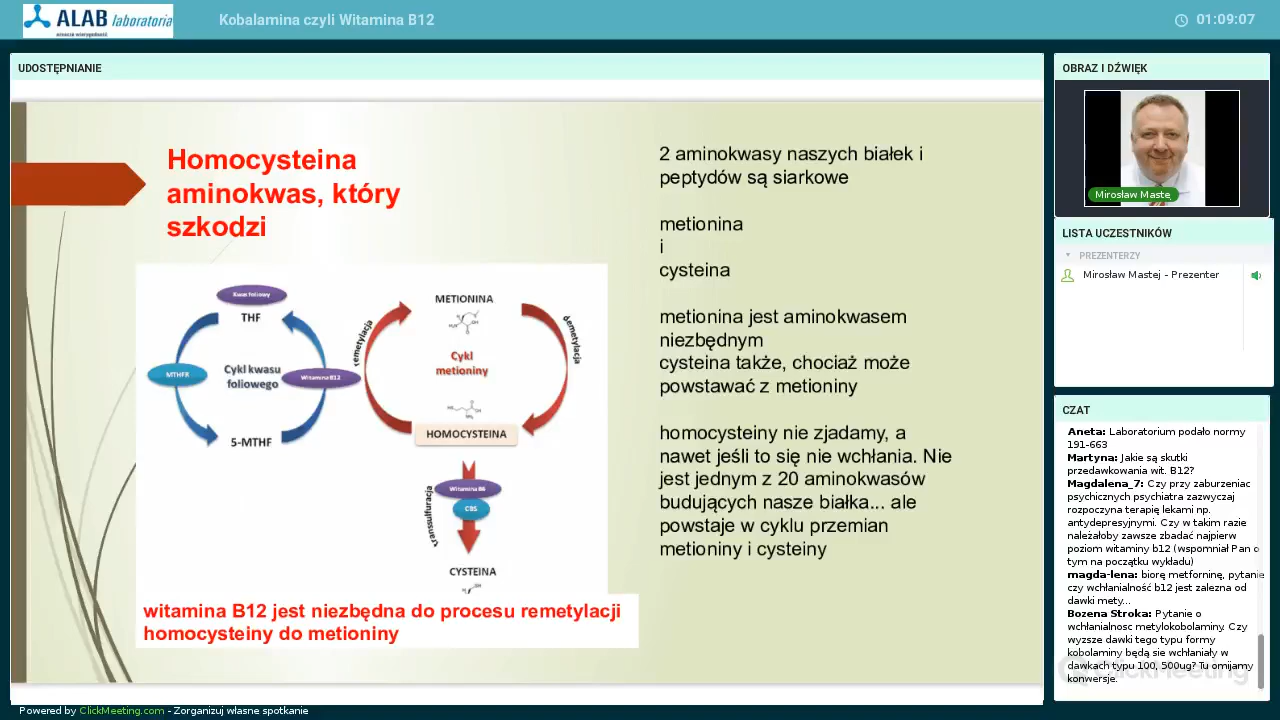 ALAB laboratoria
Kobalamina czyli Witamina B12
01:09:07
UDOSTĘPNIANIE
Homocysteina
aminokwas, który
szkodzi
Kwas foliowy
THF
MTHFR
Cykl kwasu
foliowego
Witamina B12
5-MTHF
remetylacja
METIONINA
demetylacja
Cykl
metioniny
HOMOCYSTEINA
Witamina B6
CBS
transsulfuracja
CYSTEINA
witamina B12 jest niezbędna do procesu remetylacji
homocysteiny do metioniny
2 aminokwasy naszych białek i
peptydów są siarkowe
metionina
i
cysteina
metionina jest aminokwasem
niezbędnym
cysteina także, chociaż może
powstawać z metioniny
homocysteiny nie zjadamy, a
nawet jeśli to się nie wchłania. Nie
jest jednym z 20 aminokwasów
budujących nasze białka... ale
powstaje w cyklu przemian
metioniny i cysteiny
OBRAZ I DŹWIĘK
Mirosław Maste
LISTA UCZESTNIKÓW
PREZENTERZY
Mirosław Mastej - Prezenter
CZAT
Aneta: Laboratorium podało normy
191-663
Martyna: Jakie są skutki
przedawkowania wit. B12?
Magdalena_7: Czy przy zaburzeniac
psychicznych psychiatra zazwyczaj
rozpoczyna terapię lekami np.
antydepresyjnymi. Czy w takim razie
należałoby zawsze zbadać najpierw
poziom witaminy b12 (wspomniał Pan o
tym na początku wykładu)
magda-lena: biorę metforninę, pytanie
czy wchłanialność b12 jest zalezna od
dawki mety...
Bozena Stroka: Pytanie o
wchłanialnosc metylokobolaminy. Czy
wyzsze dawki tego typu formy
kobolaminy będą sie wchłaniały w
dawkach typu 100, 500ug? Tu omijamy
konwersje.
ClickMeeting
Powered by ClickMeeting.com - Zorganizuj własne spotkanie